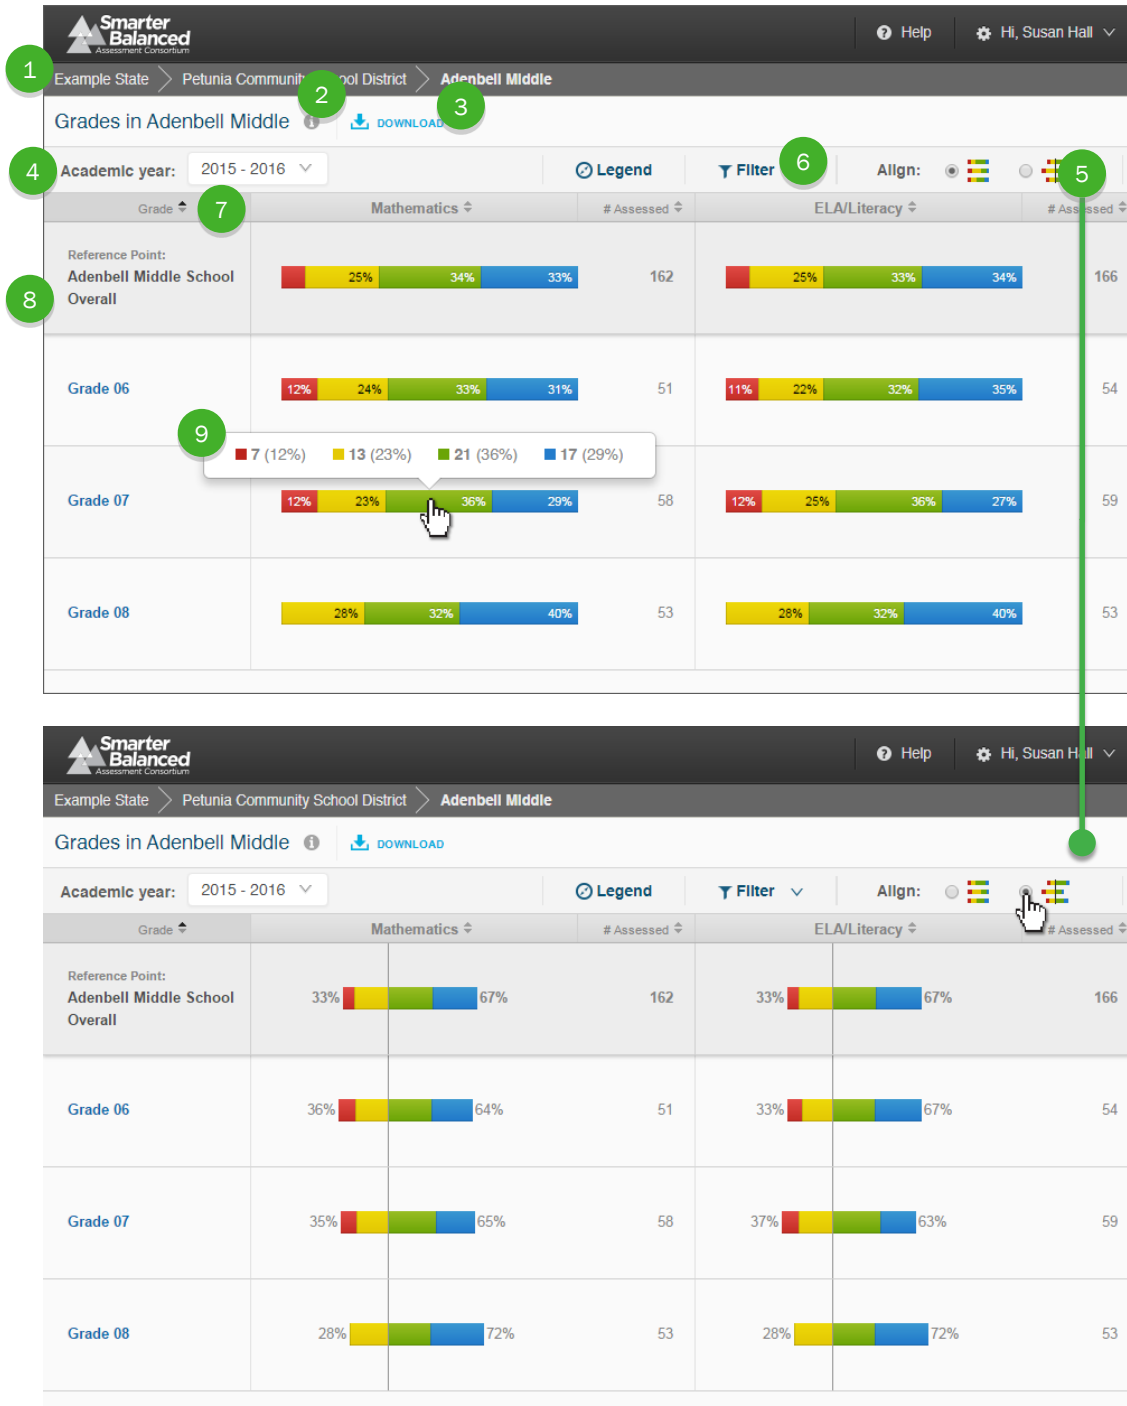 Smarter
Balanced
Assessment Consortium
Help
Hi, Susan Hall
1
Example State
Petunia Community School District
Adenbell Middle
2
3
Grades in Adenbell Middle
DOWNLOAD
4
Academic year:
2015 - 2016
Legend
Filter
6
Align:
5
Grade
7
Mathematics
# Assessed
ELA/Literacy
# Assessed
Reference Point:
Adenbell Middle School
Overall
8
25% 34% 33% 162
25% 33% 34% 166
Grade 06
12% 24% 33% 31% 51
11% 22% 32% 35% 54
9
7 (12%) 13 (23%) 21 (36%) 17 (29%)
Grade 07
12% 23% 36% 29% 58
12% 25% 36% 27% 59
Grade 08
28% 32% 40% 53
28% 32% 40% 53
Smarter
Balanced
Assessment Consortium
Help
Hi, Susan Hall
Example State
Petunia Community School District
Adenbell Middle
Grades in Adenbell Middle
DOWNLOAD
Academic year:
2015 - 2016
Legend
Filter
Align:
Grade
Mathematics
# Assessed
ELA/Literacy
# Assessed
Reference Point:
Adenbell Middle School
Overall
33% 67% 162
33% 67% 166
Grade 06
36% 64% 51
33% 67% 54
Grade 07
35% 65% 58
37% 63% 59
Grade 08
28% 72% 53
28% 72% 53